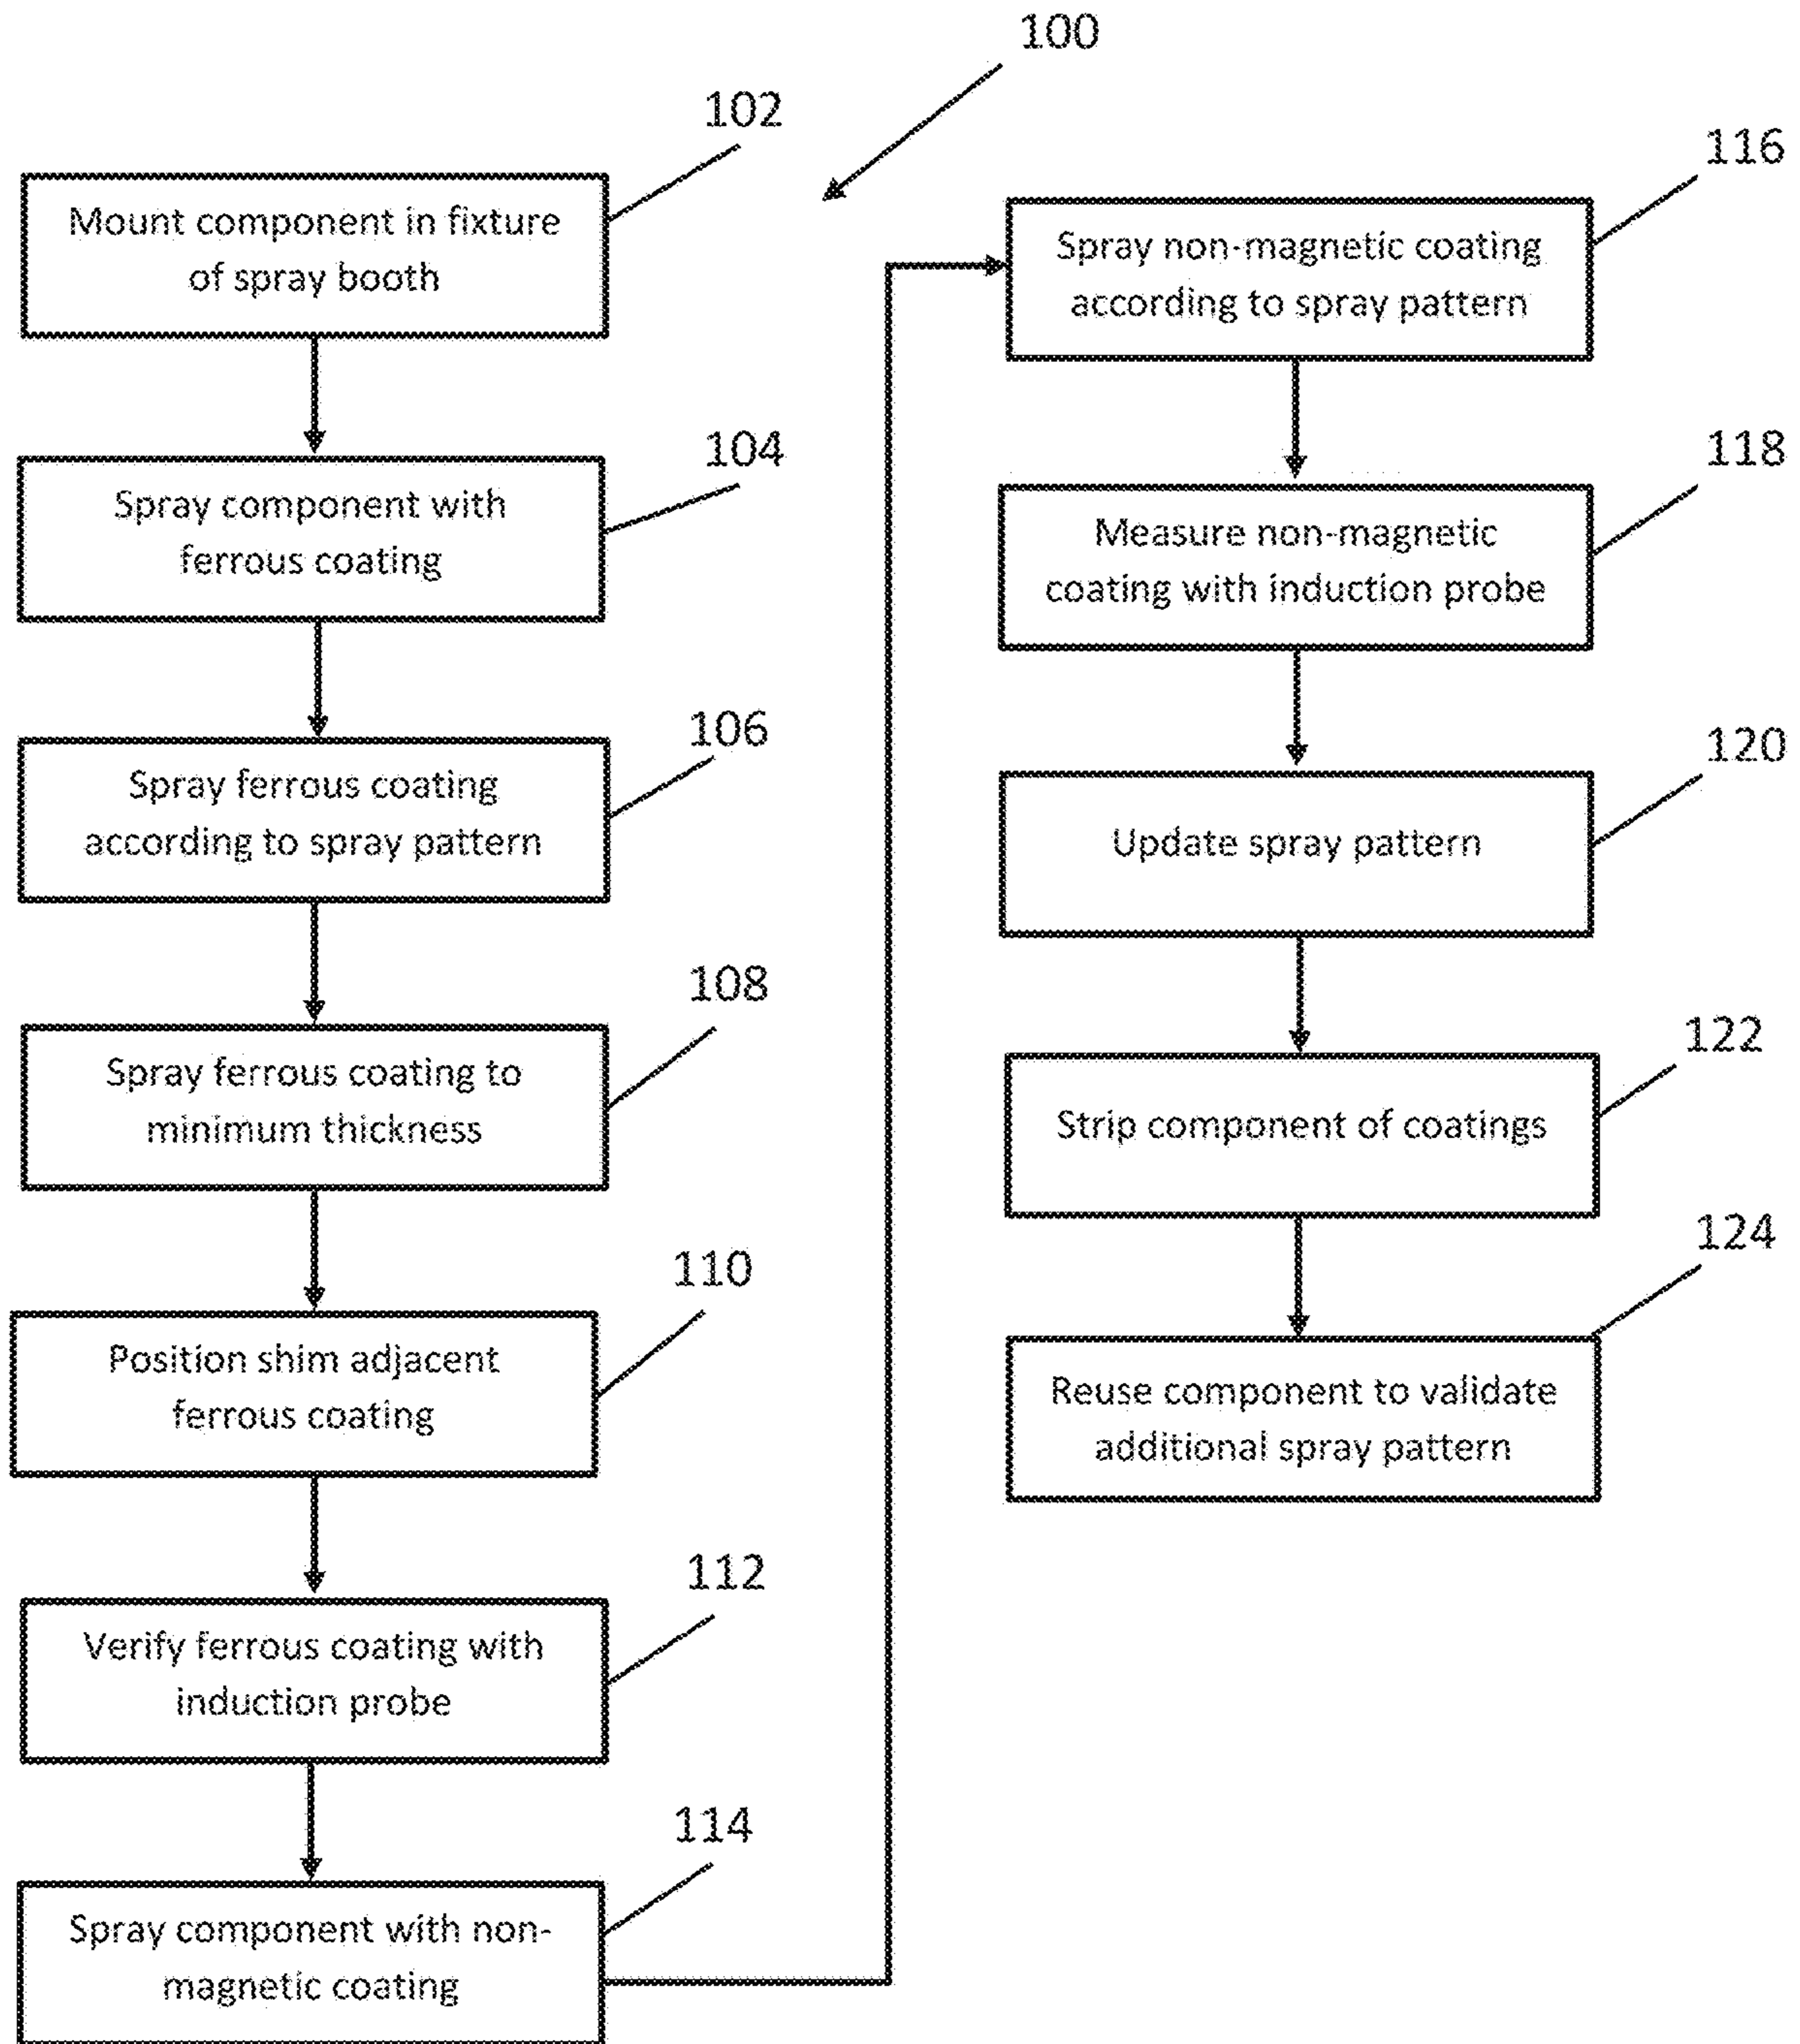 100
102
Mount component in fixture
of spray booth
104
Spray component with
ferrous coating
106
Spray ferrous coating
according to spray pattern
108
Spray ferrous coating to
minimum thickness
110
Position shim adjacent
ferrous coating
112
Verify ferrous coating with
induction probe
114
Spray component with non-
magnetic coating
116
Spray non-magnetic coating
according to spray pattern
118
Measure non-magnetic
coating with induction probe
120
Update spray pattern
122
Strip component of coatings
124
Reuse component to validate
additional spray pattern